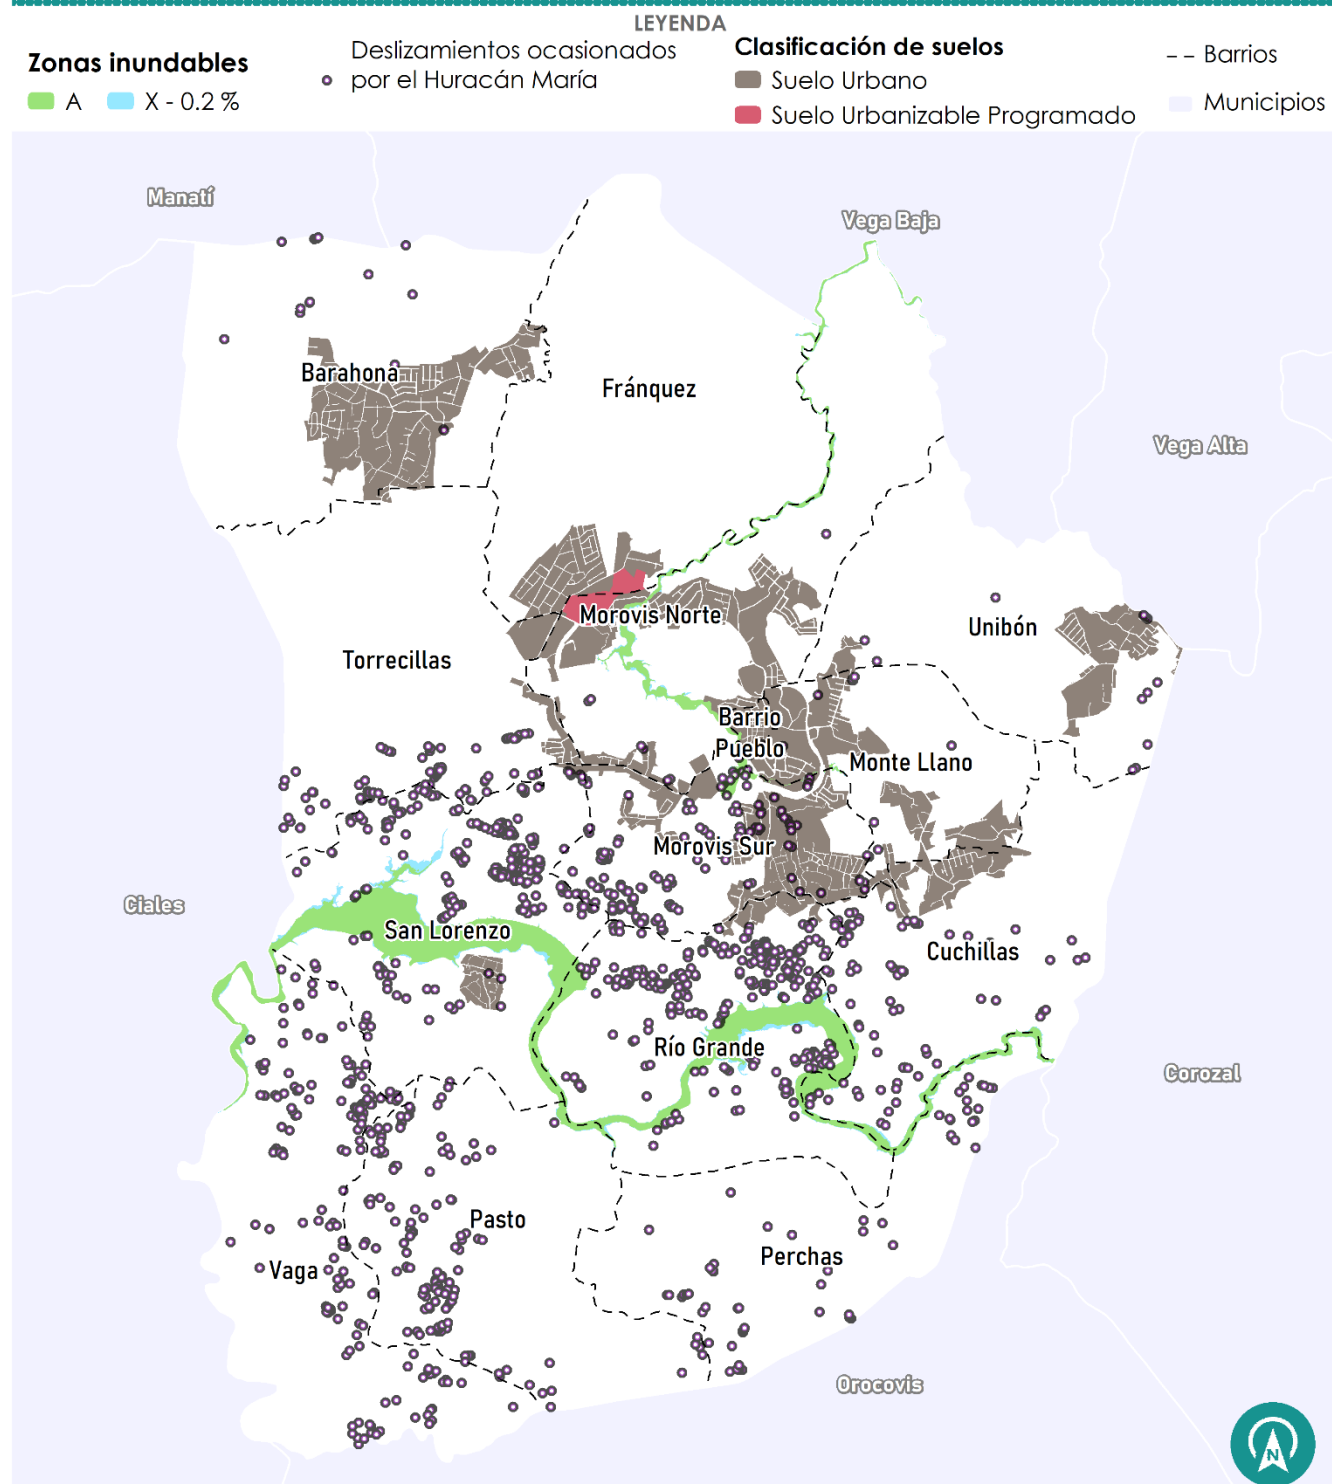 LEYENDA
Zonas inundables
A
X - 0.2 %
Deslizamientos ocasionados
por el Huracán María
Clasificación de suelos
Suelo Urbano
Suelo Urbanizable Programado
Barrios
Municipios
Manatí
Vega Baja
Barahona
Fránquez
Vega Alta
Morovis Norte
Unibón
Torrecillas
Barrio
Pueblo
Monte Llano
Morovis Sur
Ciales
San Lorenzo
Cuchillas
Río Grande
Corozal
Pasto
Perchas
Vaga
Orocovis
N